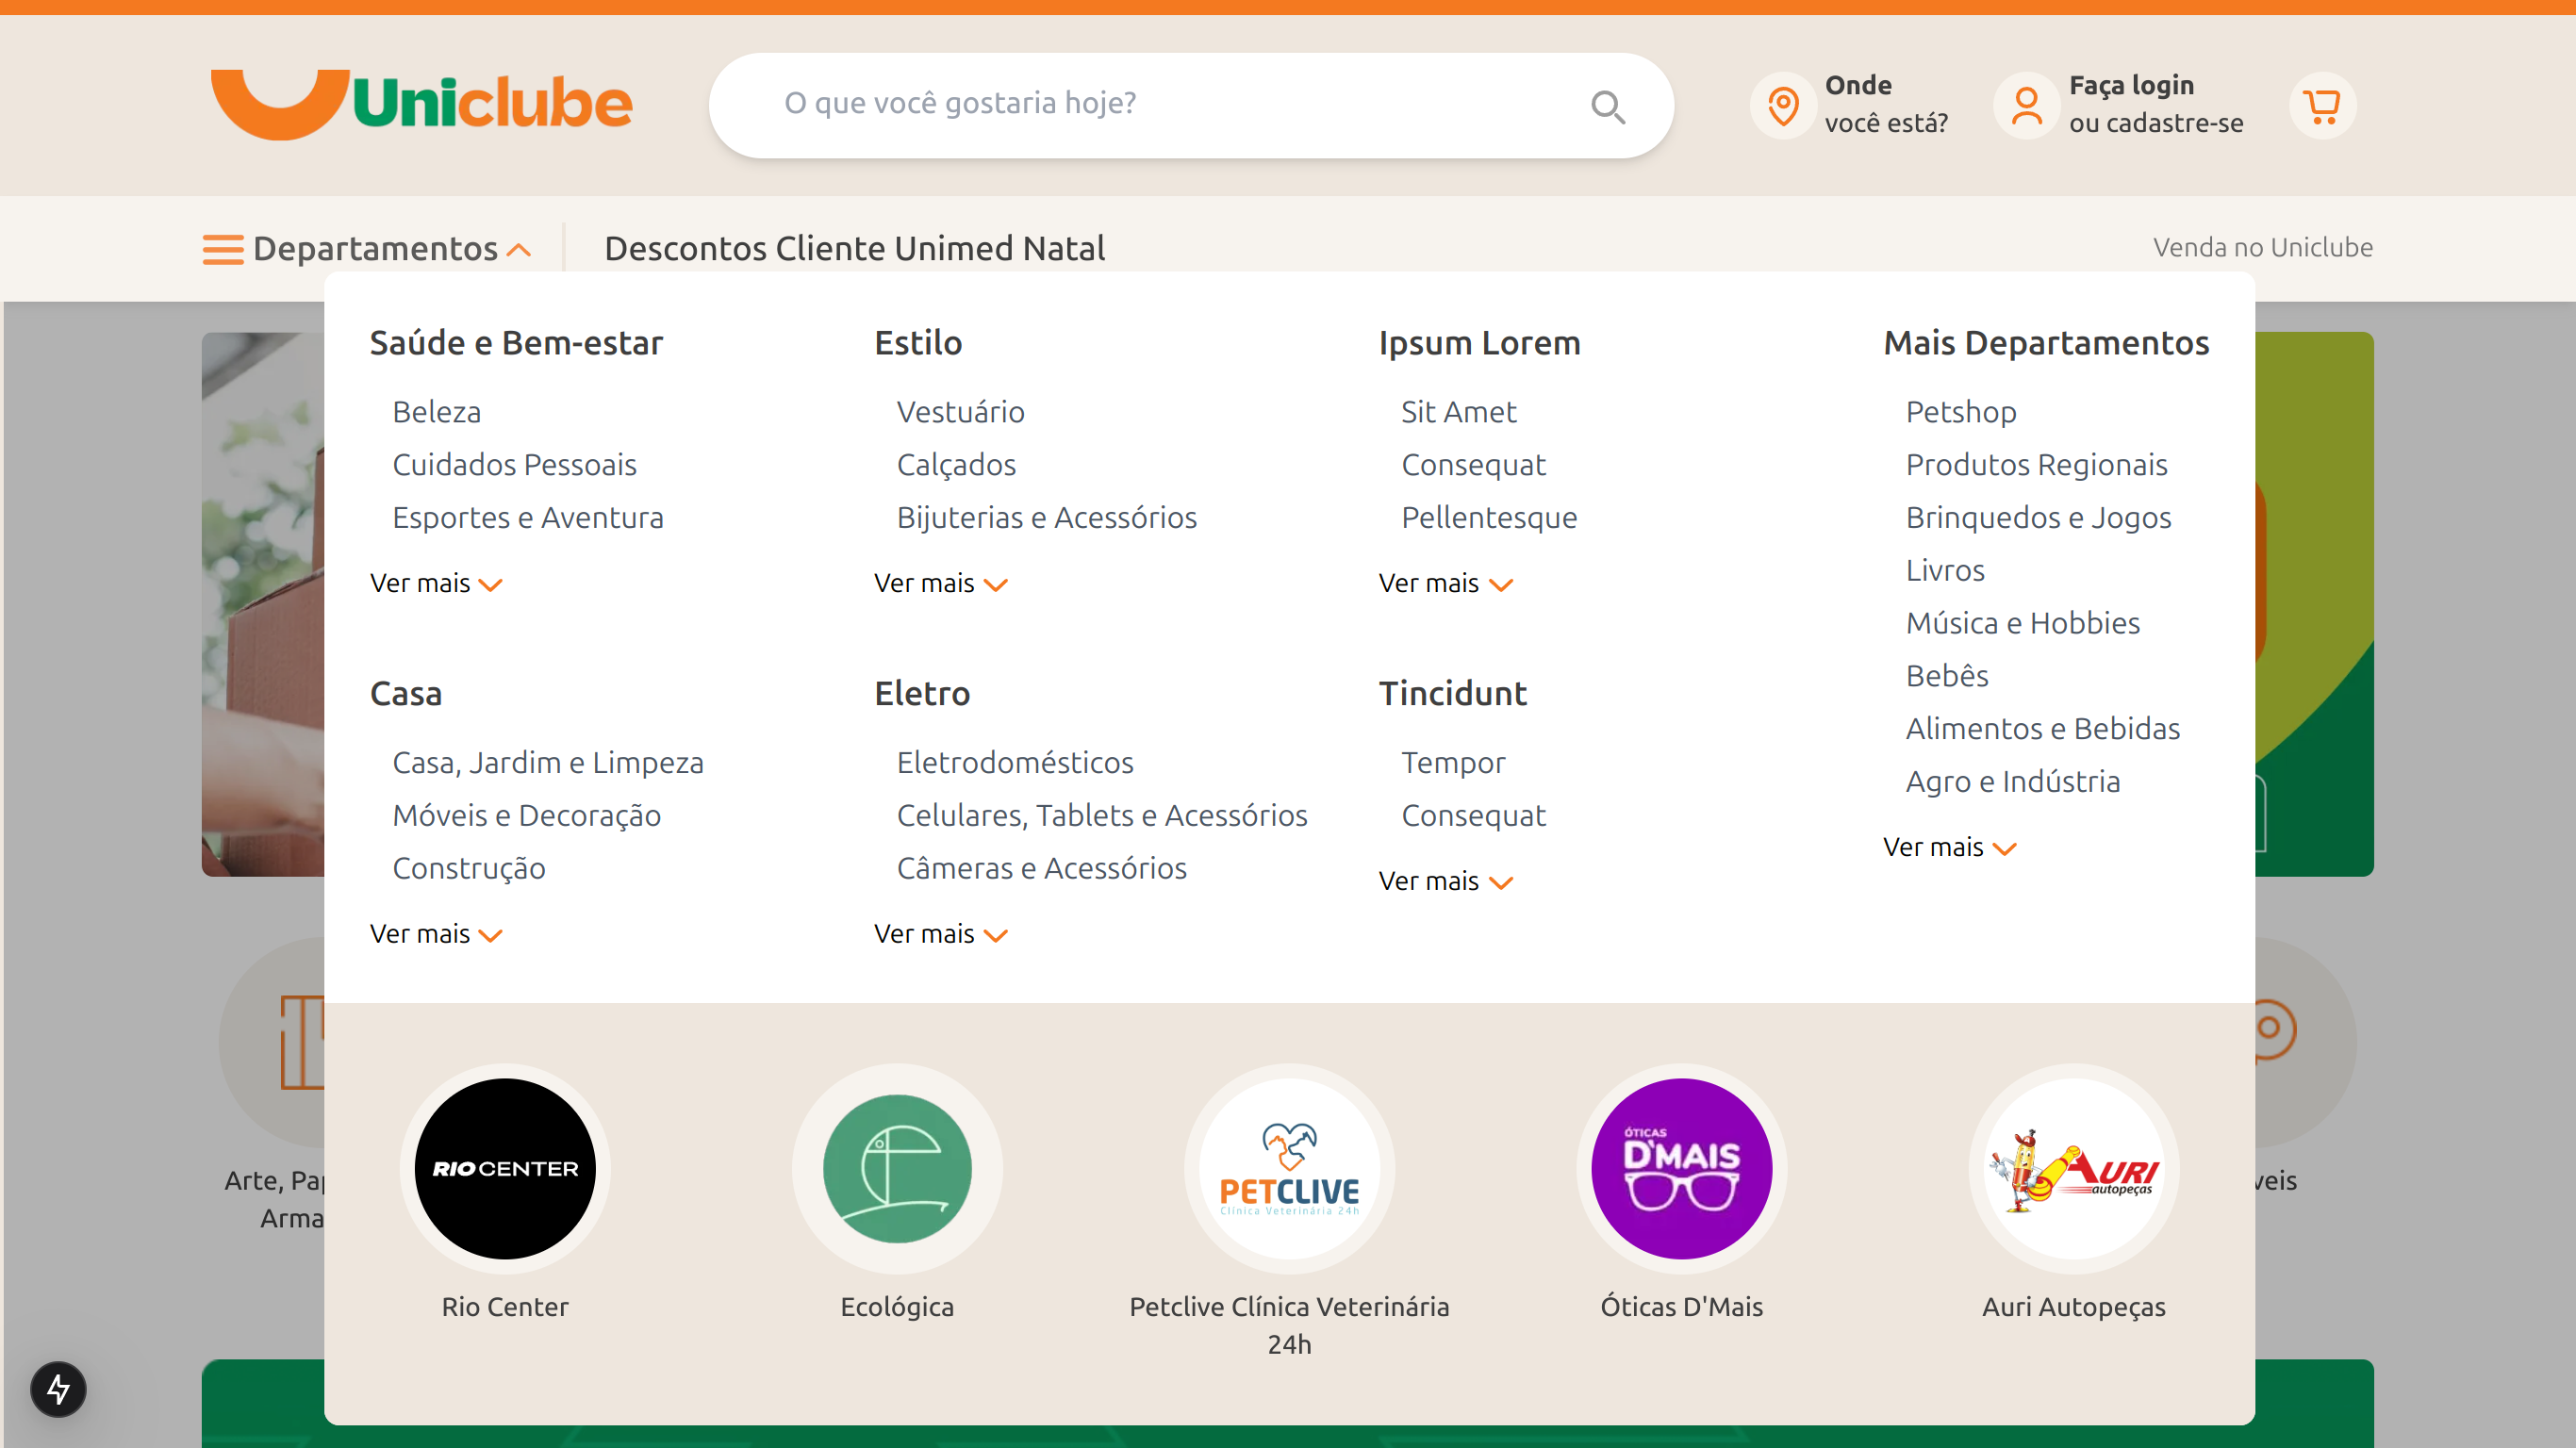 Uniclube
O que você gostaria hoje?
Onde
você está?
Faça login
ou cadastre-se
Departamentos
Descontos Cliente Unimed Natal
Venda no Uniclube
Saúde e Bem-estar
Beleza
Cuidados Pessoais
Esportes e Aventura
Ver mais
Estilo
Vestuário
Calçados
Bijuterias e Acessórios
Ver mais
Ipsum Lorem
Sit Amet
Consequat
Pellentesque
Ver mais
Mais Departamentos
Petshop
Produtos Regionais
Brinquedos e Jogos
Livros
Música e Hobbies
Bebês
Alimentos e Bebidas
Agro e Indústria
Ver mais
Casa
Casa, Jardim e Limpeza
Móveis e Decoração
Construção
Ver mais
Eletro
Eletrodomésticos
Celulares, Tablets e Acessórios
Câmeras e Acessórios
Ver mais
Tincidunt
Tempor
Consequat
Ver mais
Arte, Pap
Arma
veis
RIO CENTER
Rio Center
Ecológica
PETCLIVE
Clínica Veterinária 24h
Petclive Clínica Veterinária
24h
ÓTICAS
D'MAIS
Óticas D'Mais
AURI
autopeças
Auri Autopeças